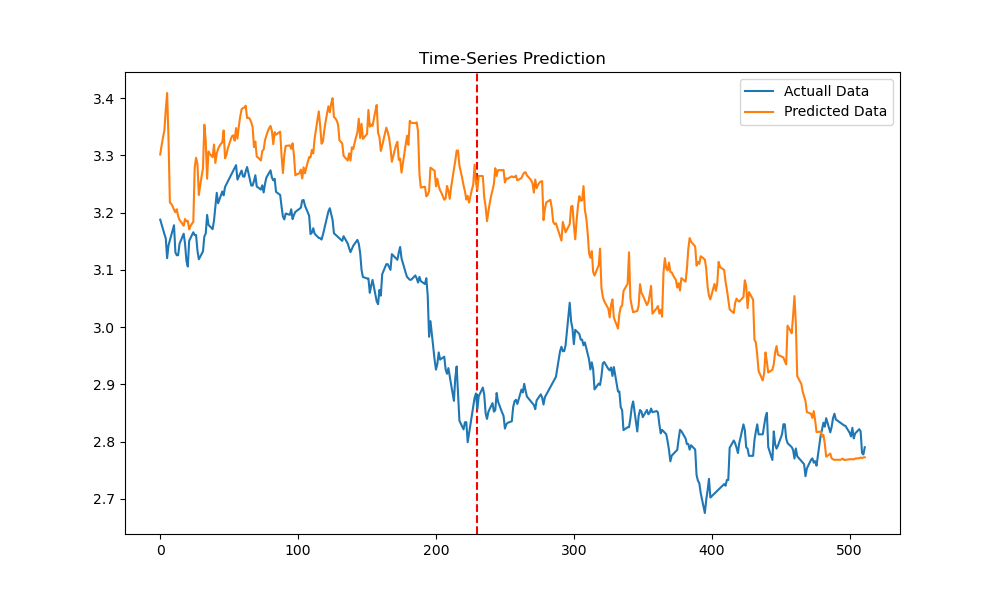 Time-Series Prediction
Actuall Data
Predicted Data
3.4
3.3
3.2
3.1
3.0
2.9
2.8
2.7
0 100 200 300 400 500